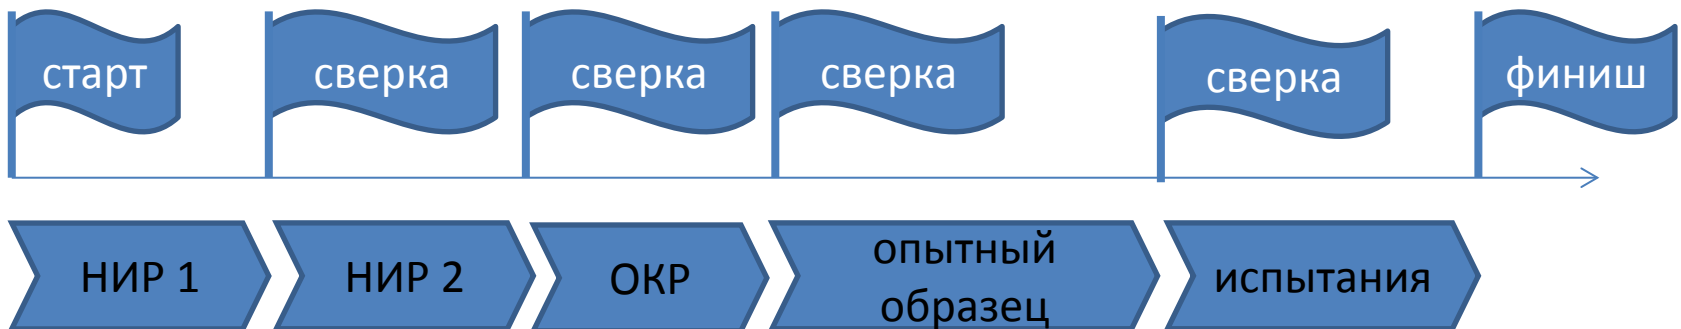 старт
сверка
сверка
сверка
сверка
финиш
НИР 1
НИР 2
ОКР
опытный
образец
испытания